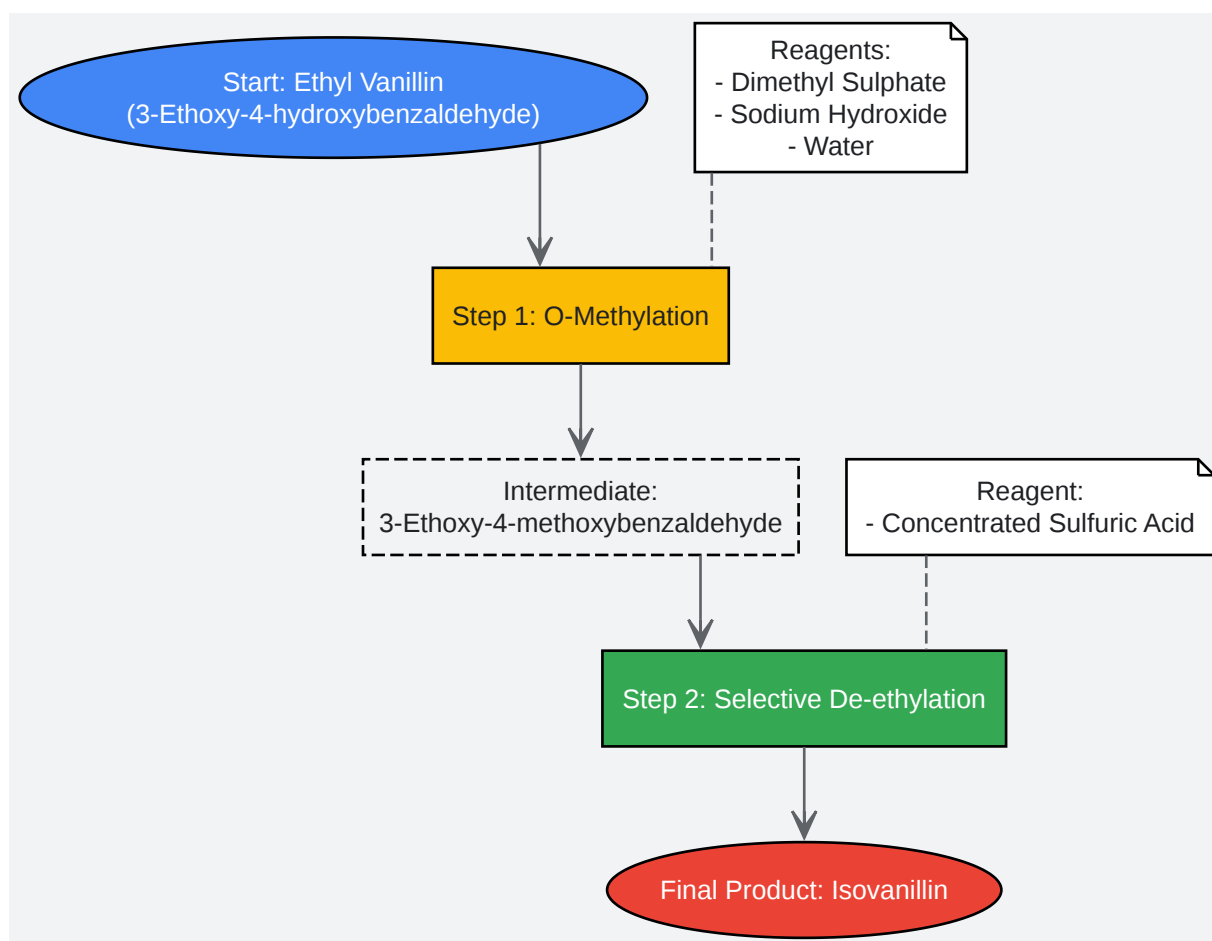 Start: Ethyl Vanillin
(3-Ethoxy-4-hydroxybenzaldehyde)
Reagents:
- Dimethyl Sulphate
- Sodium Hydroxide
- Water
Step 1: O-Methylation
Intermediate:
3-Ethoxy-4-methoxybenzaldehyde
Reagent:
- Concentrated Sulfuric Acid
Step 2: Selective De-ethylation
Final Product: Isovanillin